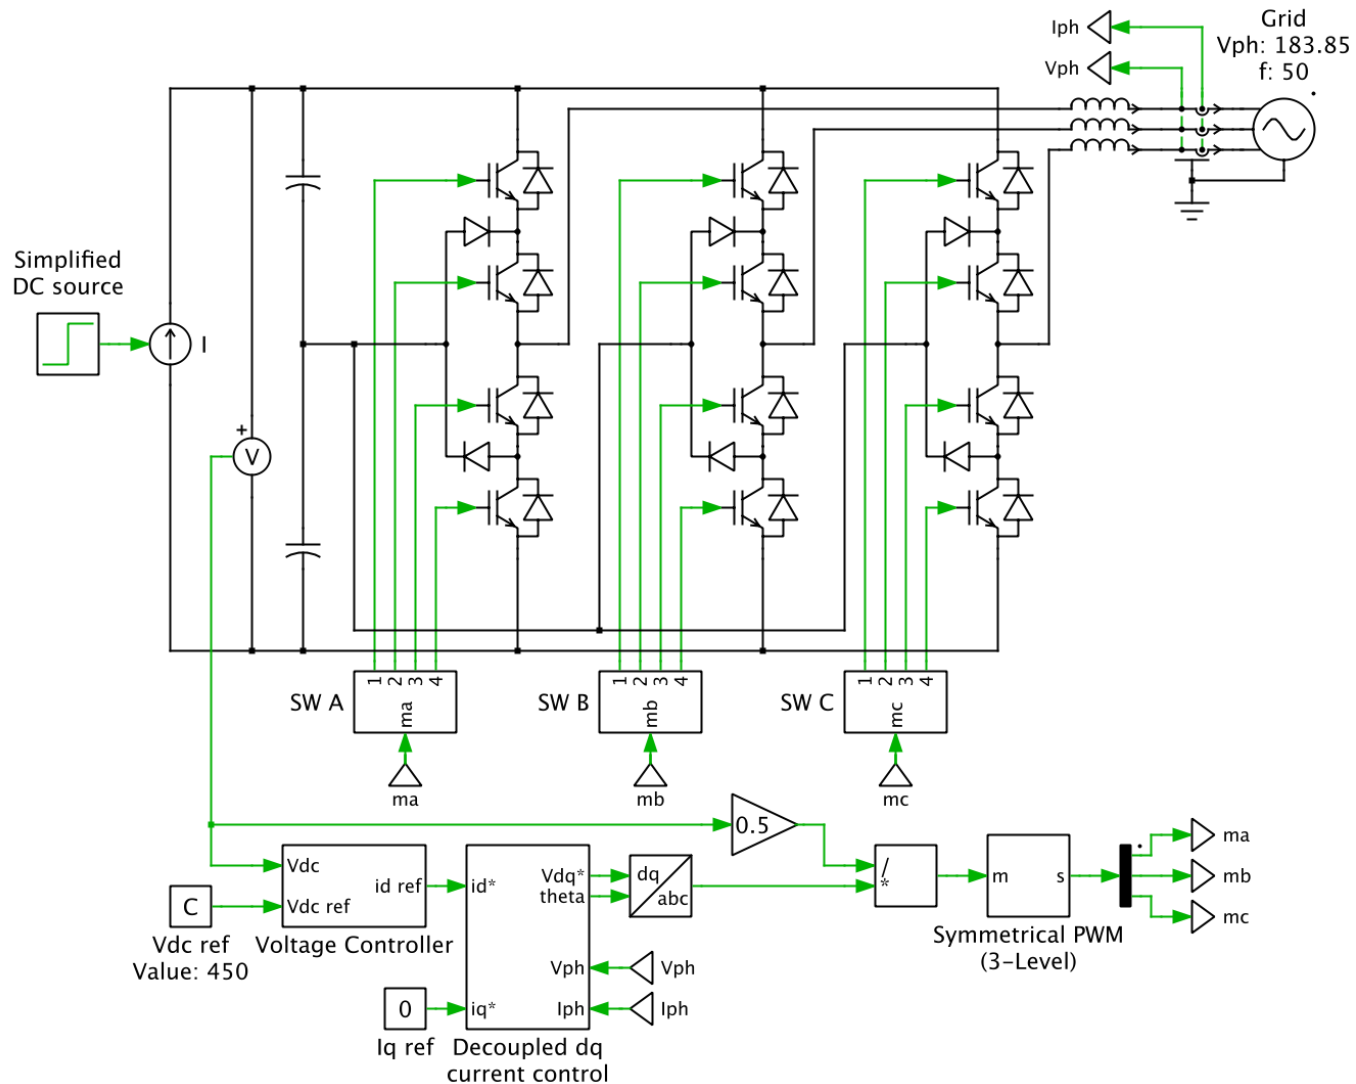 Iph
Vph
Grid
Vph: 183.85
f: 50
Simplified
DC source
I
+
V
SW A
1
2
3
4
ma
ma
SW B
1
2
3
4
mb
mb
SW C
1
2
3
4
mc
mc
0.5
Vdc
Vdc ref
id ref
Voltage Controller
C
Vdc ref
Value: 450
id*
iq*
Vdq*
theta
Vph
Iph
Decoupled dq
current control
0
Iq ref
dq
abc
Vph
Iph
/
*
m
s
Symmetrical PWM
(3-Level)
ma
mb
mc